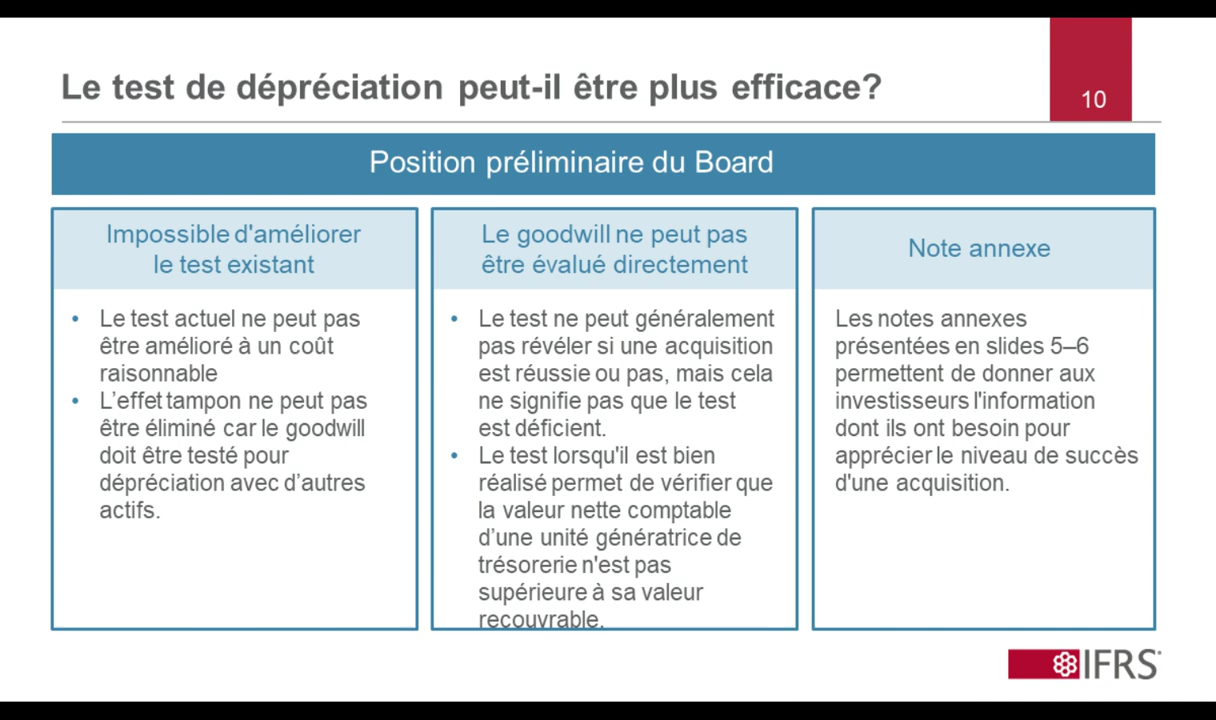 Le test de dépréciation peut-il être plus efficace?
10
Position préliminaire du Board
Impossible d'améliorer
le test existant
• Le test actuel ne peut pas
être amélioré à un coût
raisonnable
• L’effet tampon ne peut pas
être éliminé car le goodwill
doit être testé pour
dépréciation avec d’autres
actifs.
Le goodwill ne peut pas
être évalué directement
• Le test ne peut généralement
pas révéler si une acquisition
est réussie ou pas, mais cela
ne signifie pas que le test
est déficient.
• Le test lorsqu'il est bien
réalisé permet de vérifier que
la valeur nette comptable
d’une unité génératrice de
trésorerie n'est pas
supérieure à sa valeur
recouvrable.
Note annexe
Les notes annexes
présentées en slides 5–6
permettent de donner aux
investisseurs l'information
dont ils ont besoin pour
apprécier le niveau de succès
d'une acquisition.
IFRS